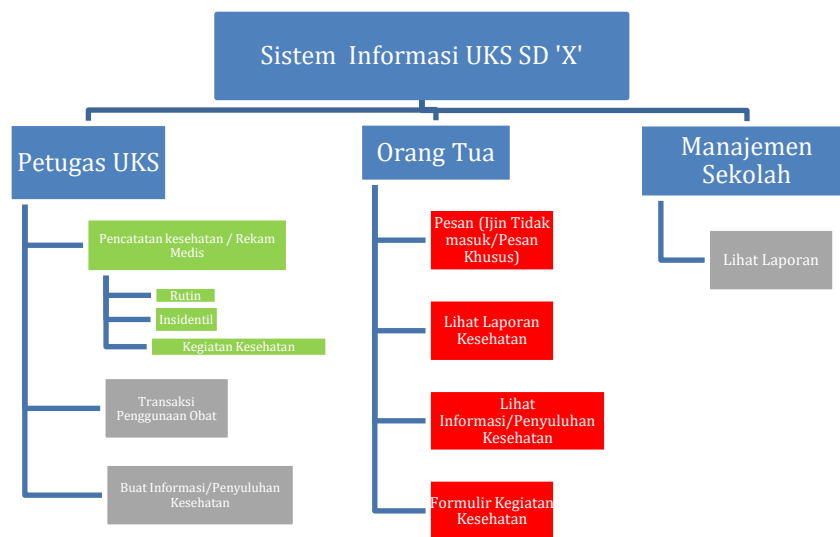 Sistem Informasi UKS SD 'X'
Petugas UKS
Pencatatan kesehatan / Rekam
Medis
Rutin
Insidentil
Kegiatan Kesehatan
Transaksi
Penggunaan Obat
Buat Informasi/Penyuluhan
Kesehatan
Orang Tua
Pesan (Ijin Tidak
masuk/Pesan
Khusus)
Lihat Laporan
Kesehatan
Lihat
Informasi/Penyuluhan
Kesehatan
Formulir Kegiatan
Kesehatan
Manajemen
Sekolah
Lihat Laporan